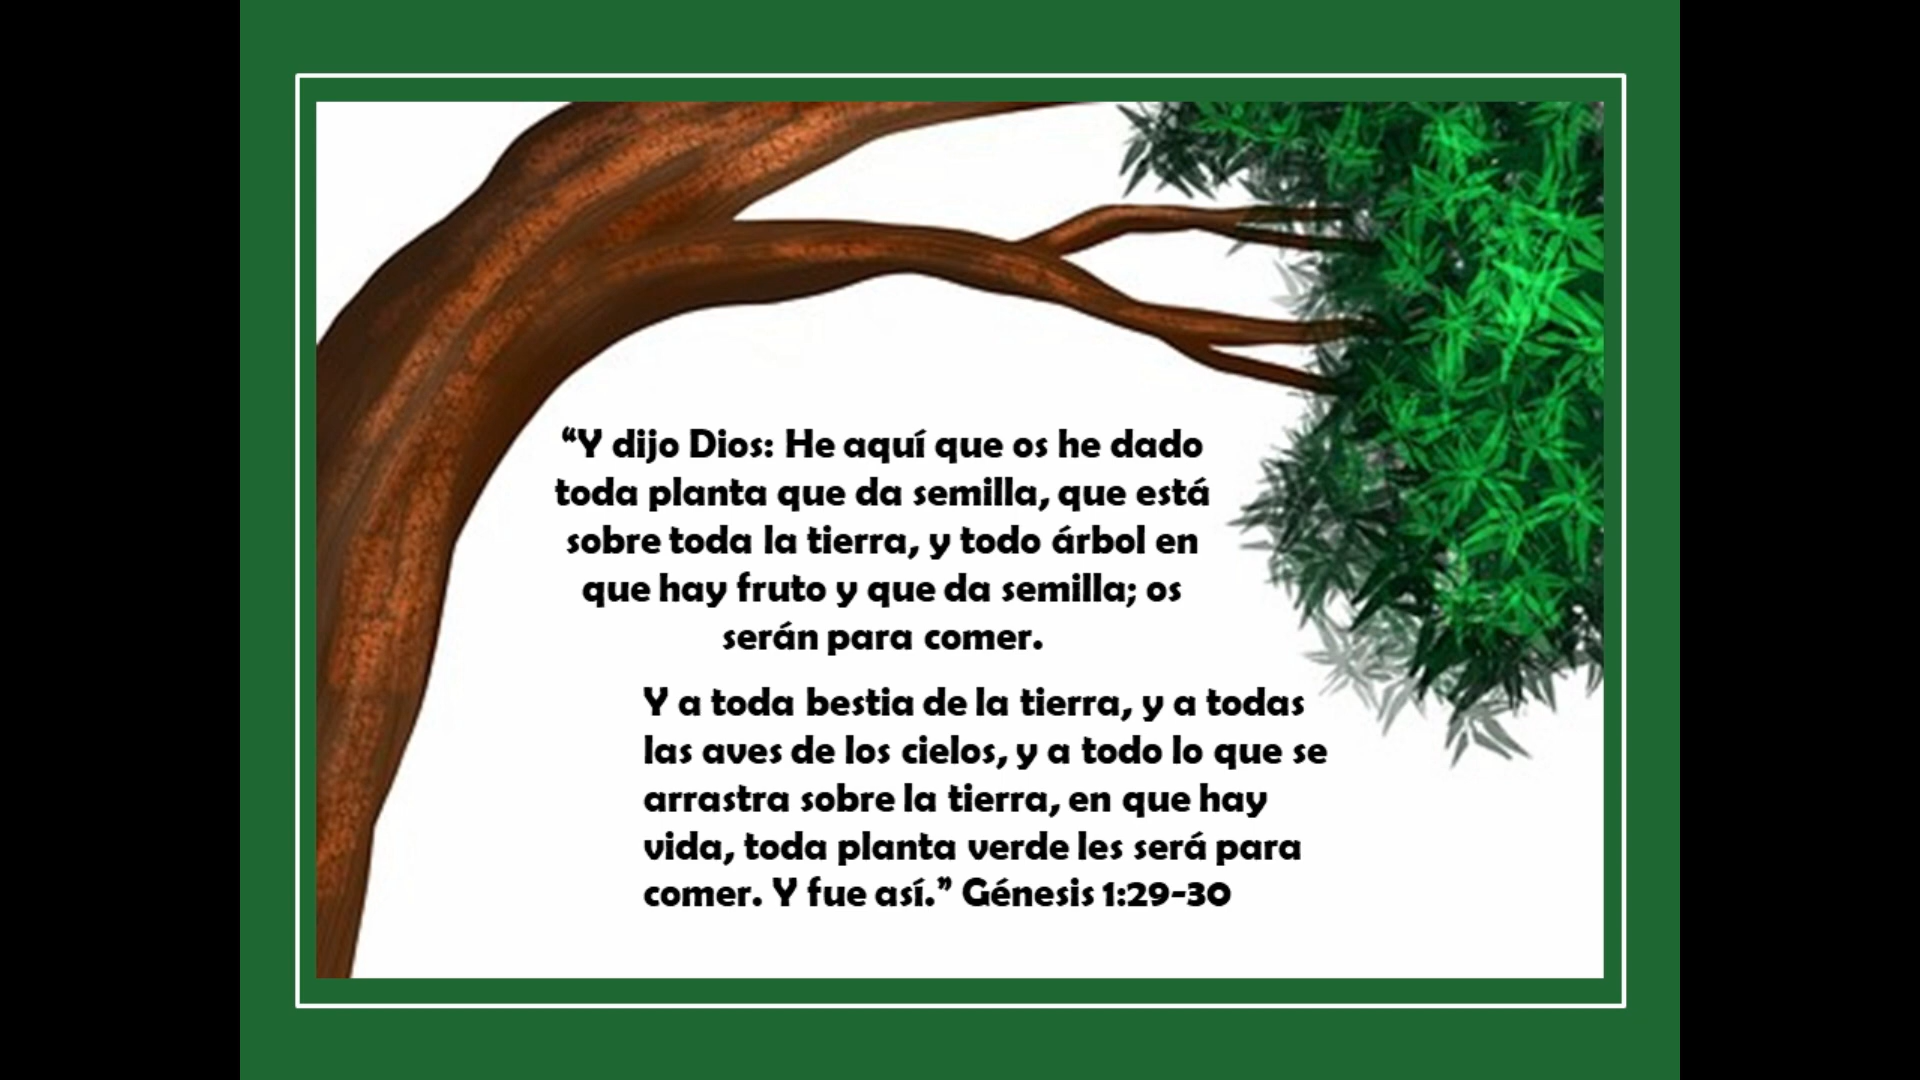 “Y dijo Dios: He aquí que os he dado
toda planta que da semilla, que está
sobre toda la tierra, y todo árbol en
que hay fruto y que da semilla; os
serán para comer.
Y a toda bestia de la tierra, y a todas
las aves de los cielos, y a todo lo que se
arrastra sobre la tierra, en que hay
vida, toda planta verde les será para
comer. Y fue así.” Génesis 1:29-30